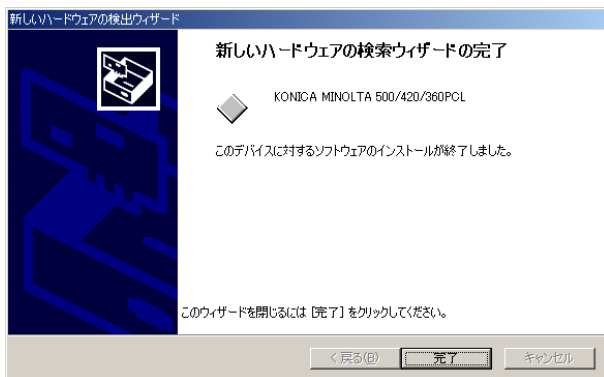 新しいハードウェアの検出ウィザード
新しいハードウェアの検索ウィザードの完了
KONICA MINOLTA 500/420/360PCL
このデバイスに対するソフトウェアのインストールが終了しました。
このウィザードを閉じるには [完了] をクリックしてください。
< 戻る(B)
完了
キャンセル